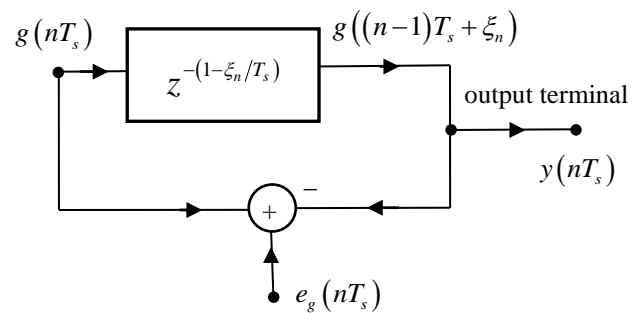 g(nT_s)
g((n−1)T_s + ξ_n)
z^{−(1−ξ_n/T_s)}
output terminal
y(nT_s)
−
+
e_g(nT_s)